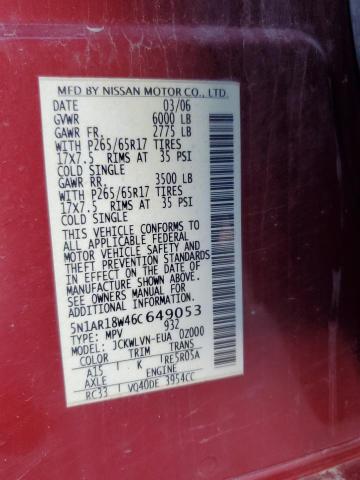 MFD BY NISSAN MOTOR CO., LTD.
DATE 03/06
GVWR 6000 LB
GAWR FR. 2775 LB
WITH P265/65R17 TIRES
17X7.5 RIMS AT 35 PSI
COLD SINGLE
GAWR RR. 3500 LB
WITH P265/65R17 TIRES
17X7.5 RIMS AT 35 PSI
COLD SINGLE
THIS VEHICLE CONFORMS TO
ALL APPLICABLE FEDERAL
MOTOR VEHICLE SAFETY AND
THEFT PREVENTION STANDARDS
IN EFFECT ON THE DATE OF
MANUFACTURE SHOWN ABOVE.
SEE OWNERS MANUAL FOR
ADDITIONAL INFORMATION
5N1AR18W46C649053
TYPE: MPV 932
MODEL: JCKWLVN-EUA 0Z000
COLOR TRIM TRANS
A15 K RE5R05A
AXLE ENGINE
RC33 VQ40DE 3954CC